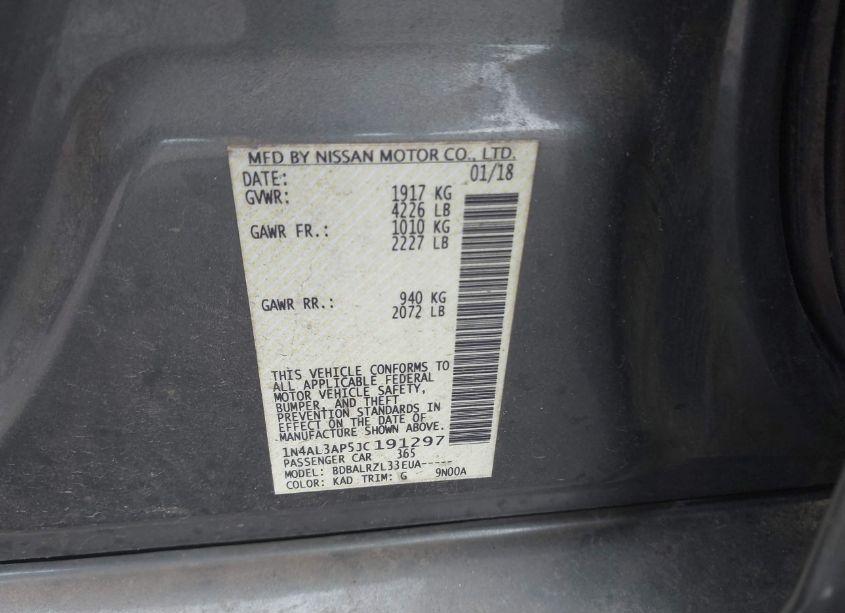 MFD BY NISSAN MOTOR CO., LTD.
DATE: 01/18
GVWR: 1917 KG
4226 LB
GAWR FR.: 1010 KG
2227 LB
GAWR RR.: 940 KG
2072 LB
THIS VEHICLE CONFORMS TO
ALL APPLICABLE FEDERAL
MOTOR VEHICLE SAFETY,
BUMPER, AND THEFT
PREVENTION STANDARDS IN
EFFECT ON THE DATE OF
MANUFACTURE SHOWN ABOVE.
1N4AL3AP5JC191297
PASSENGER CAR 365
MODEL: BDBALRZL33EUA-----
COLOR: KAD TRIM: G 9N00A